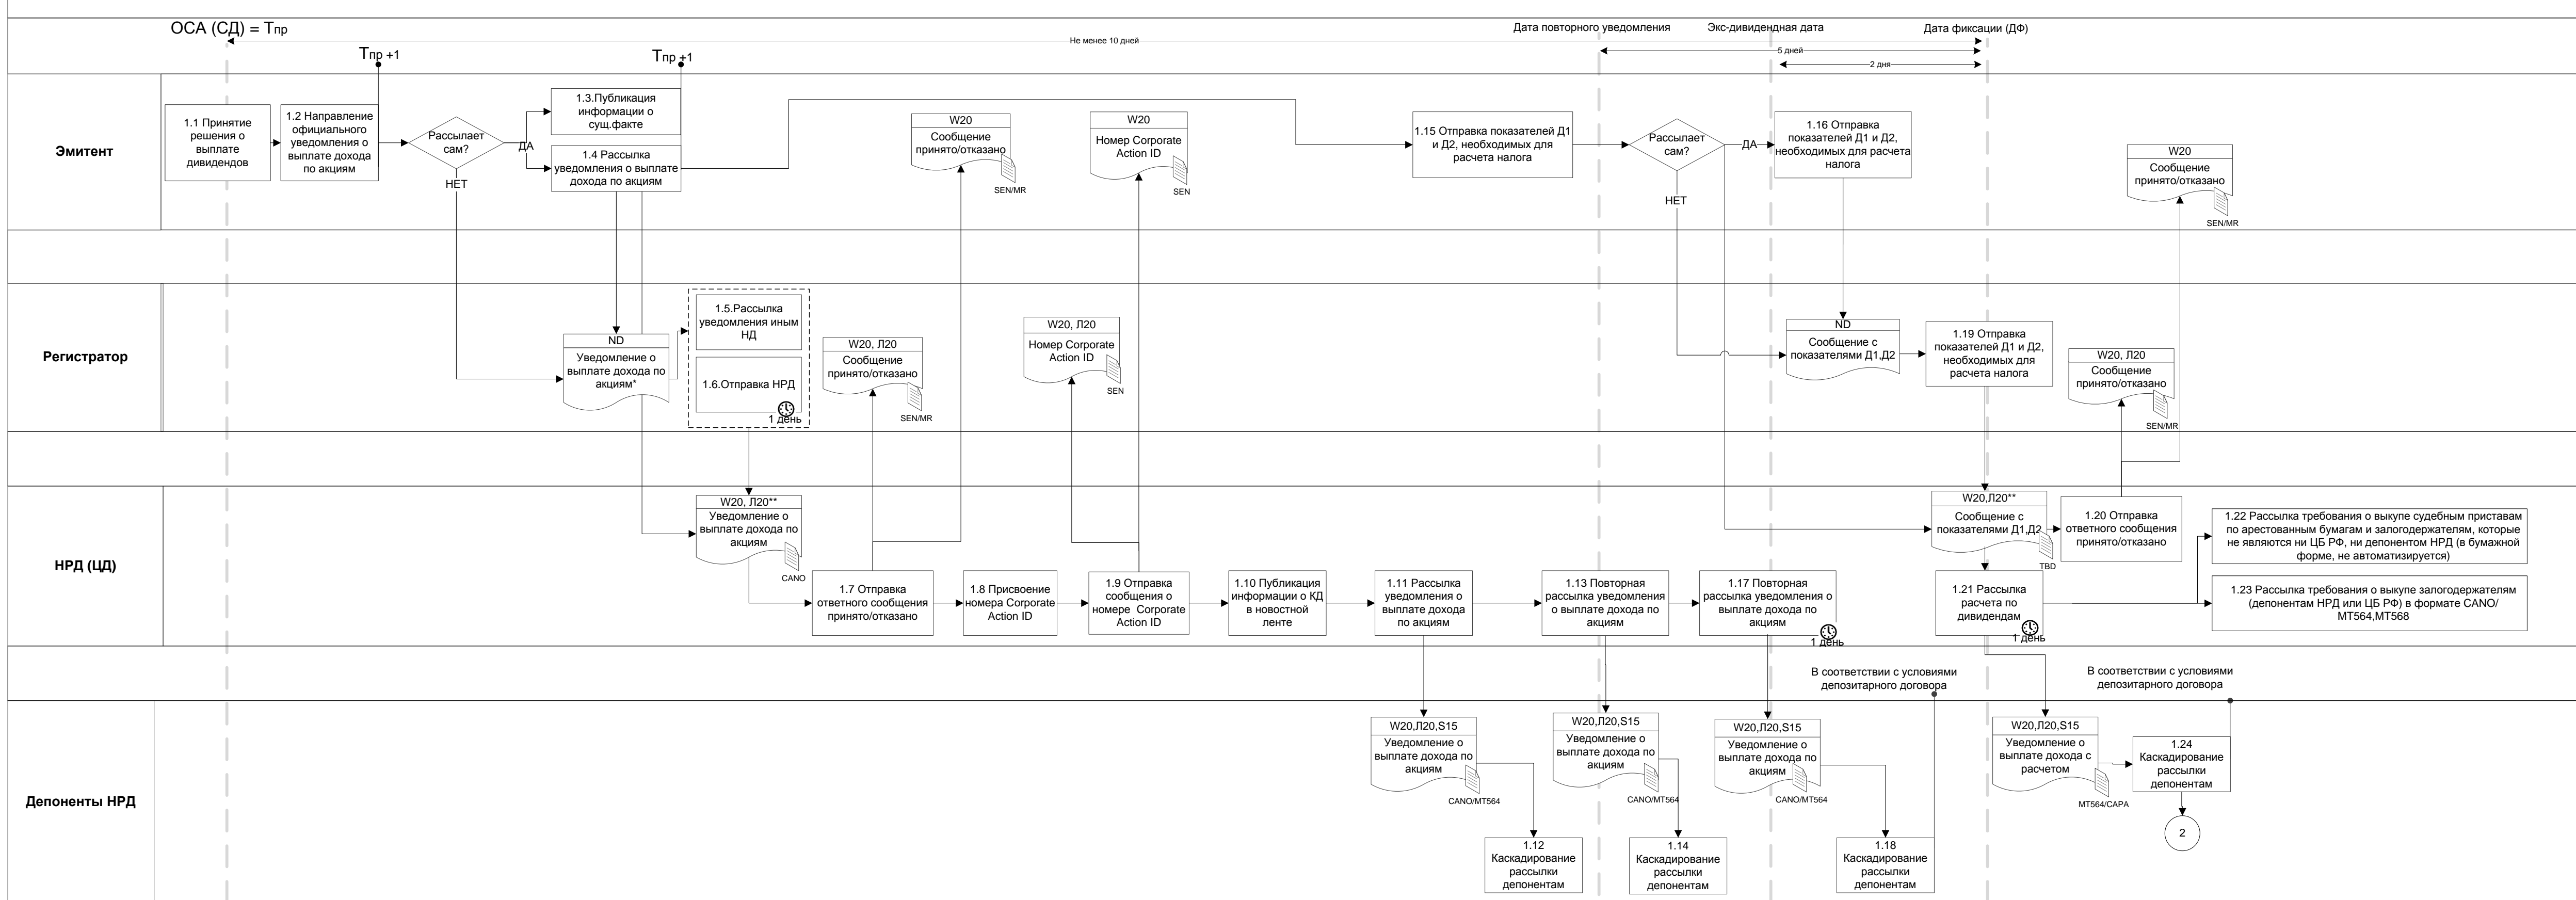 ОСА (СД) = Тпр
Тпр +1
Тпр +1
Не менее 10 дней
Дата повторного уведомления
Экс-дивидендная дата
Дата фиксации (ДФ)
5 дней
2 дня
Эмитент
1.1 Принятие
решения о
выплате
дивидендов
1.2 Направление
официального
уведомления о
выплате дохода
по акциям
Рассылает
сам?
ДА
НЕТ
1.3.Публикация
информации о
сущ.факте
1.4 Рассылка
уведомления о выплате
дохода по акциям
W20
Сообщение
принято/отказано
SEN/MR
W20
Номер Corporate
Action ID
SEN
1.15 Отправка показателей Д1
и Д2, необходимых для
расчета налога
Рассылает
сам?
ДА
НЕТ
1.16 Отправка
показателей Д1 и Д2,
необходимых для расчета
налога
W20
Сообщение
принято/отказано
SEN/MR
Регистратор
ND
Уведомление о
выплате дохода по
акциям*
1.5.Рассылка
уведомления иным
НД
1.6.Отправка НРД
1 день
W20, Л20
Сообщение
принято/отказано
SEN/MR
W20, Л20
Номер Corporate
Action ID
SEN
ND
Сообщение с
показателями Д1,Д2
1.19 Отправка
показателей Д1 и Д2,
необходимых для
расчета налога
W20, Л20
Сообщение
принято/отказано
SEN/MR
НРД (ЦД)
W20, Л20**
Уведомление о
выплате дохода по
акциям
CANO
1.7 Отправка
ответного сообщения
принято/отказано
1.8 Присвоение
номера Corporate
Action ID
1.9 Отправка
сообщения о
номере Corporate
Action ID
1.10 Публикация
информации о КД
в новостной
ленте
1.11 Рассылка
уведомления о
выплате дохода
по акциям
1.13 Повторная
рассылка уведомления
о выплате дохода по
акциям
1.17 Повторная
рассылка уведомления о
выплате дохода по
акциям
1 день
W20,Л20**
Сообщение с
показателями Д1,Д2
TBD
1.20 Отправка
ответного сообщения
принято/отказано
1.21 Рассылка
расчета по
дивидендам
1 день
1.22 Рассылка требования о выкупе судебным приставам
по арестованным бумагам и залогодержателям, которые
не являются ни ЦБ РФ, ни депонентом НРД (в бумажной
форме, не автоматизируется)
1.23 Рассылка требования о выкупе залогодержателям
(депонентам НРД или ЦБ РФ) в формате CANO/
MT564,MT568
В соответствии с условиями
депозитарного договора
В соответствии с условиями
депозитарного договора
Депоненты НРД
W20,Л20,S15
Уведомление о
выплате дохода по
акциям
CANO/MT564
1.12
Каскадирование
рассылки
депонентам
W20,Л20,S15
Уведомление о
выплате дохода по
акциям
CANO/MT564
1.14
Каскадирование
рассылки
депонентам
W20,Л20,S15
Уведомление о
выплате дохода по
акциям
CANO/MT564
1.18
Каскадирование
рассылки
депонентам
W20,Л20,S15
Уведомление о
выплате дохода с
расчетом
MT564/CAPA
1.24
Каскадирование
рассылки
депонентам
2